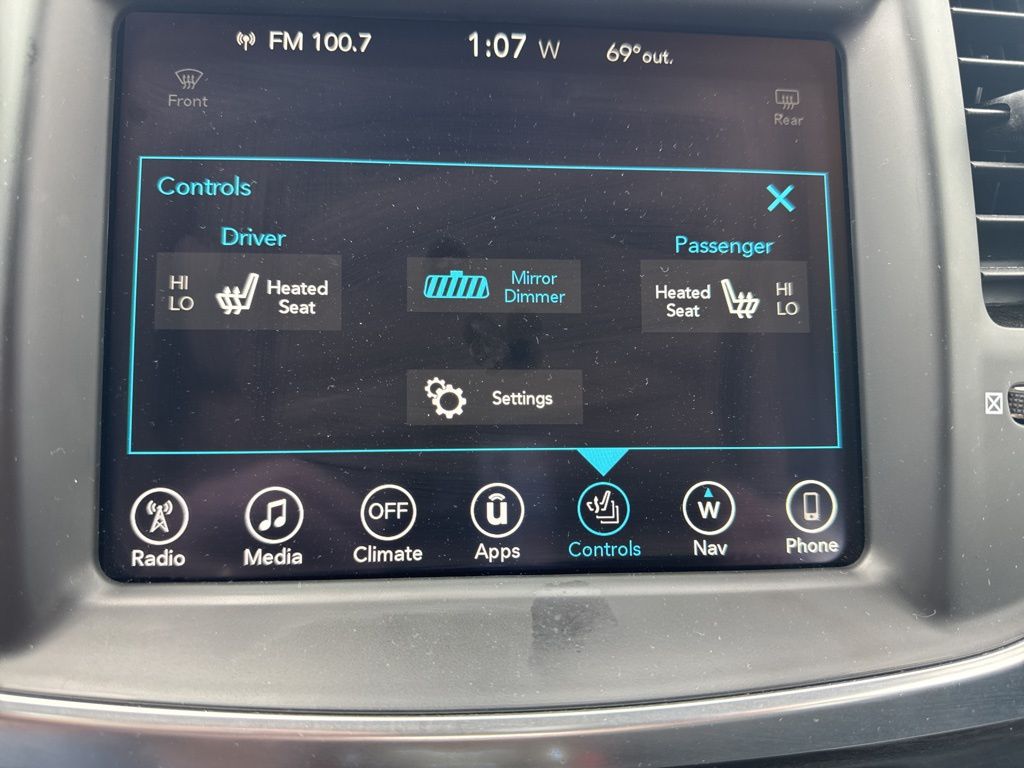 FM 100.7
1:07 W
69° out.
Front
Rear
Controls
Driver
Passenger
HI
LO
Heated
Seat
Mirror
Dimmer
Heated
Seat
HI
LO
Settings
Radio
Media
OFF
Climate
û
Apps
Controls
W
Nav
Phone